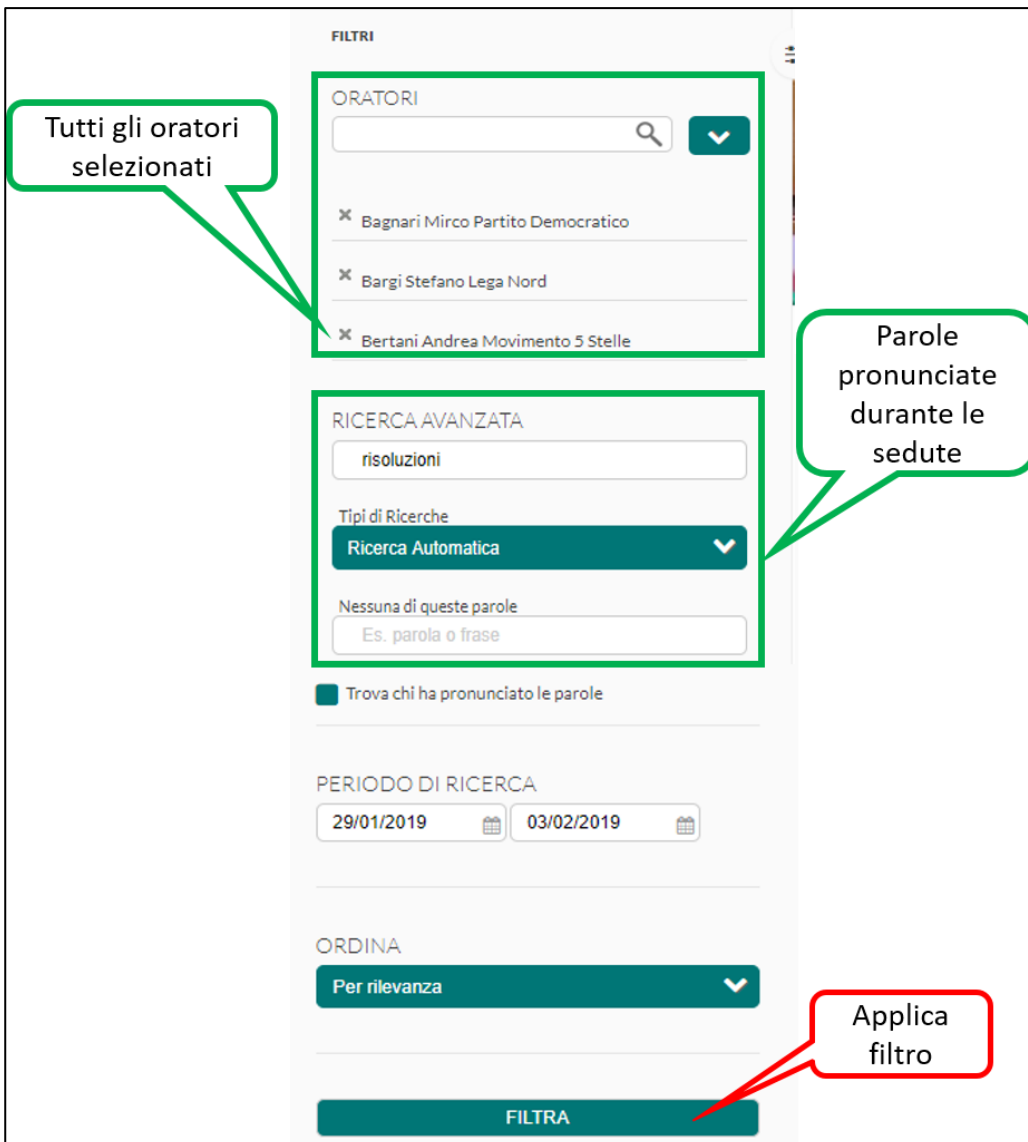 FILTRI
ORATORI
Tutti gli oratori
selezionati
Bagnari Mirco Partito Democratico
Bargi Stefano Lega Nord
Bertani Andrea Movimento 5 Stelle
Parole
pronunciate
durante le
sedute
RICERCA AVANZATA
risoluzioni
Tipi di Ricerche
Ricerca Automatica
Nessuna di queste parole
Es. parola o frase
Trova chi ha pronunciato le parole
PERIODO DI RICERCA
29/01/2019 03/02/2019
ORDINA
Per rilevanza
Applica
filtro
FILTRA